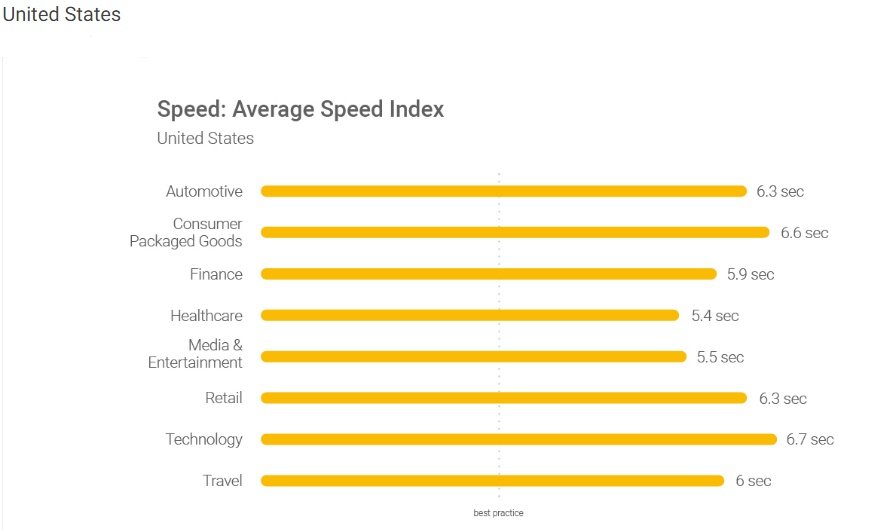 United States
Speed: Average Speed Index
United States
Automotive 6.3 sec
Consumer
Packaged Goods 6.6 sec
Finance 5.9 sec
Healthcare 5.4 sec
Media &
Entertainment 5.5 sec
Retail 6.3 sec
Technology 6.7 sec
Travel 6 sec
best practice